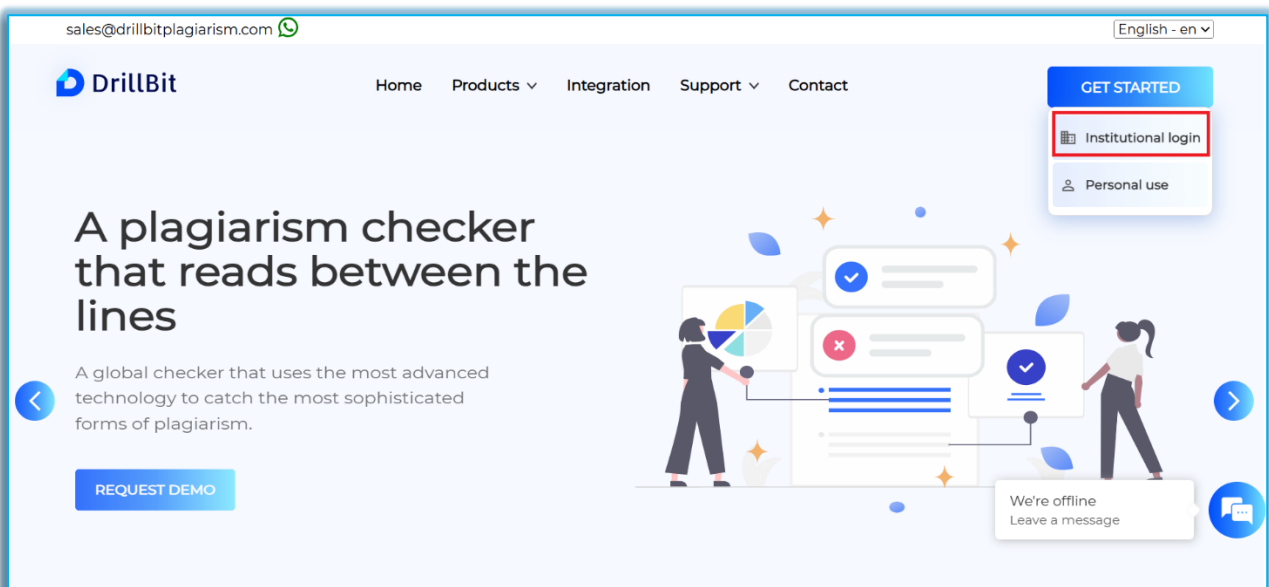 sales@drillbitplagiarism.com
English - en
DrillBit
Home Products Integration Support Contact
GET STARTED
Institutional login
Personal use
A plagiarism checker
that reads between the
lines
A global checker that uses the most advanced
technology to catch the most sophisticated
forms of plagiarism.
REQUEST DEMO
We're offline
Leave a message